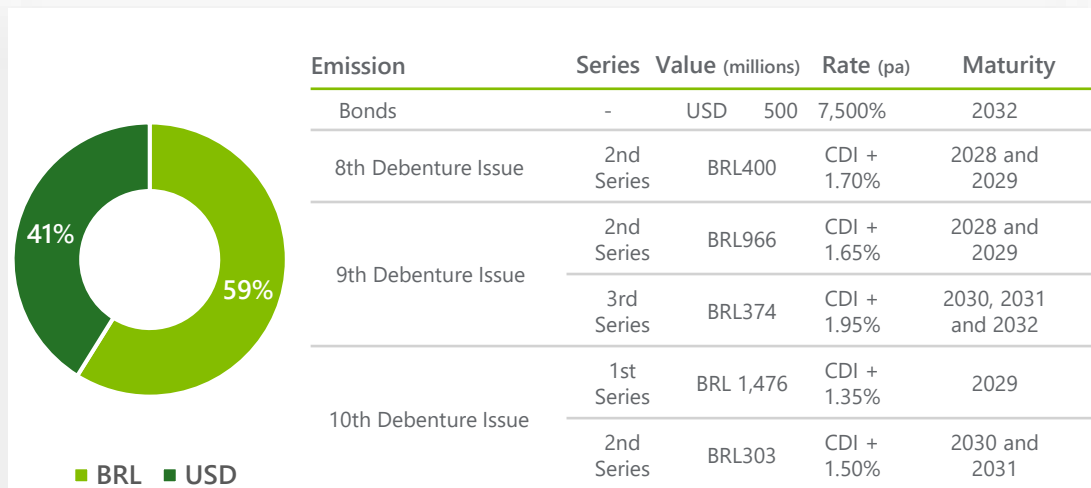 Emission Series Value (millions) Rate (pa) Maturity
Bonds - USD 500 7,500% 2032
8th Debenture Issue
2nd
Series
BRL400
CDI +
1.70%
2028 and
2029
9th Debenture Issue
2nd
Series
BRL966
CDI +
1.65%
2028 and
2029
3rd
Series
BRL374
CDI +
1.95%
2030, 2031
and 2032
10th Debenture Issue
1st
Series
BRL 1,476
CDI +
1.35%
2029
2nd
Series
BRL303
CDI +
1.50%
2030 and
2031
41%
59%
BRL USD